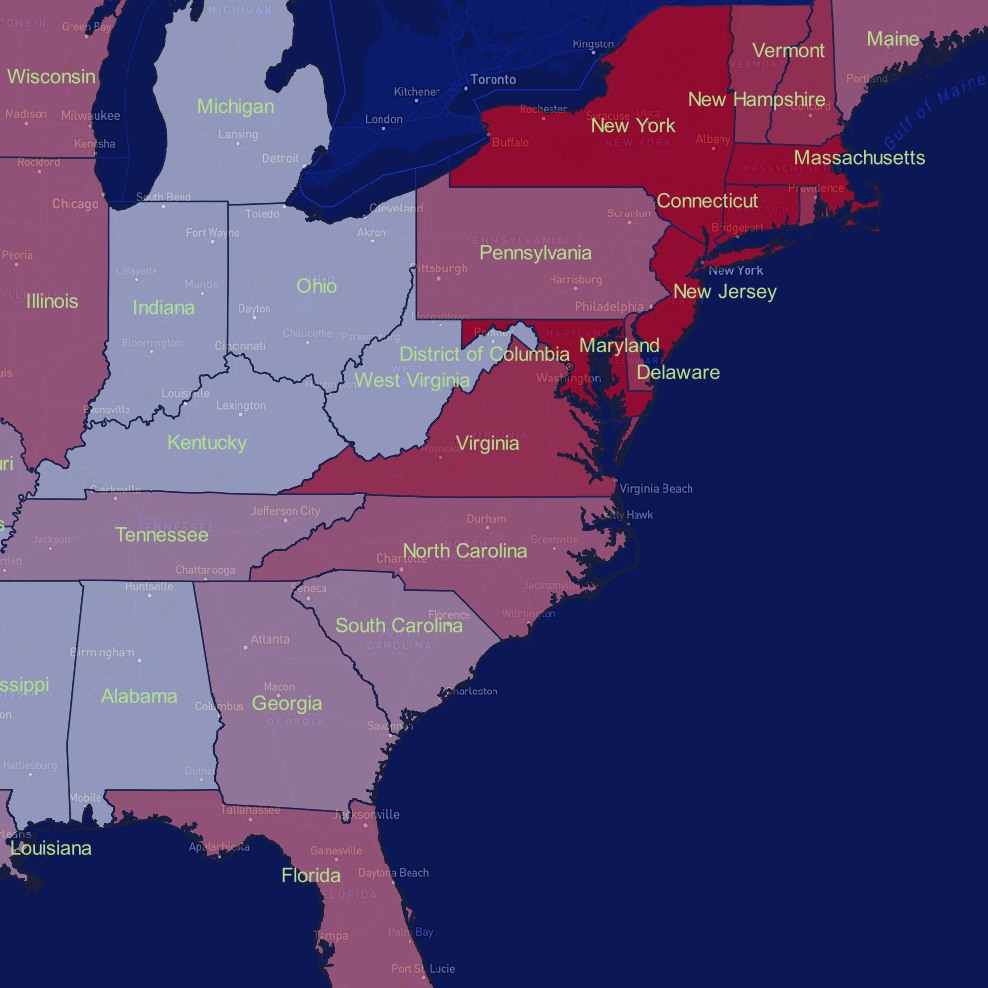 CONSIN
Green Bay
MICHIGAN
Kingston
Vermont
VERMONT
Maine
Wisconsin
Toronto
Portland
Kitchener
Gulf of Maine
Madison
Milwaukee
Michigan
London
Rochester
Syracuse
Utica
New York
NEW YORK
New Hampshire
Concord
Lansing
Buffalo
Albany
Kenosha
Rockford
Detroit
Massachusetts
MASSACHUSETTS
Chicago
South Bend
Toledo
Cleveland
Scranton
Connecticut
Providence
Fort Wayne
Akron
PENNSYLVANIA
Bridgeport
Peoria
Lafayette
Muncie
Ohio
Pennsylvania
Pittsburgh
Harrisburg
New York
New Jersey
Illinois
Indiana
Dayton
Philadelphia
Morgantown
Bloomington
Cincinnati
Chillicothe
Parkersburg
MARYLAND
Maryland
District of Columbia
Washington
Delaware
West Virginia
Evansville
Louisville
Lexington
Kentucky
Virginia
VIRGINIA
Roanoke
uri
Clarksville
Virginia Beach
Jefferson City
Durham
Kitty Hawk
Tennessee
TENNESSEE
Jackson
North Carolina
Greenville
Charlotte
Chattarooga
Huntsville
Seneca
Jacksonville
Florence
Wilmington
South Carolina
CAROLINA
Birmingham
Atlanta
ssippi
Alabama
Macon
Charleston
Columbus
Georgia
GEORGIA
Savannah
Hattiesburg
Dothan
Mobile
Tallahassee
Jacksonville
Louisiana
Apalachicola
Gainesville
Florida
Daytona Beach
FLORIDA
Tampa
Palm Bay
Port St. Lucie